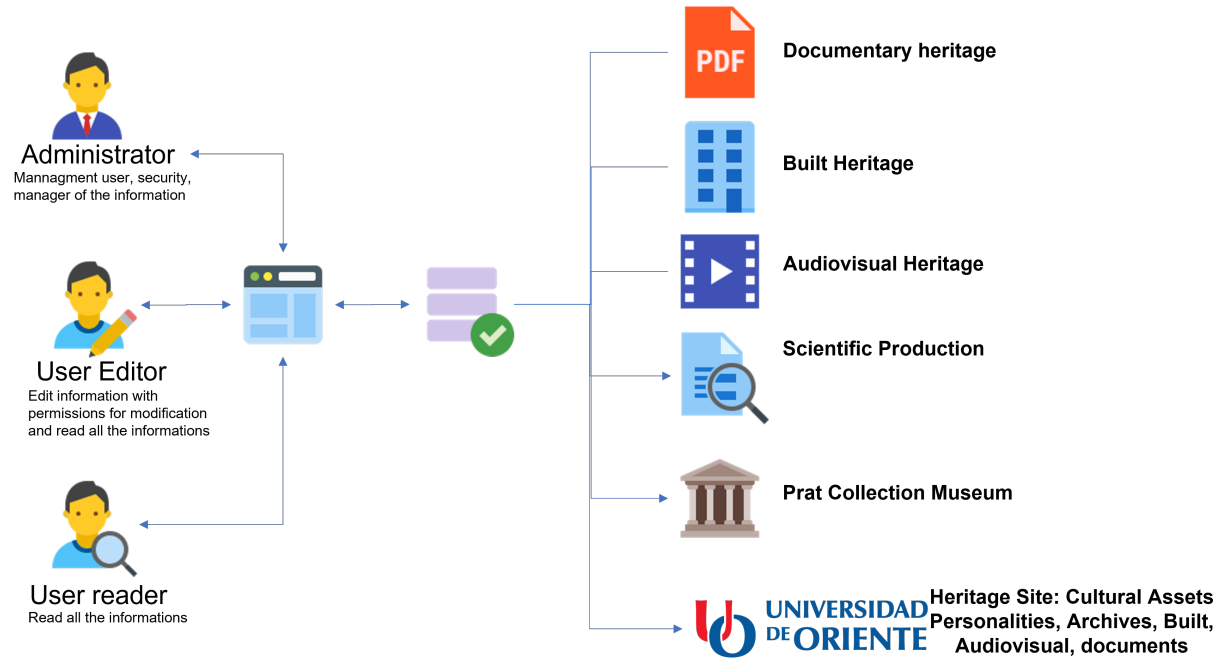 Administrator
Managment user, security,
manager of the information
User Editor
Edit information with
permissions for modification
and read all the informations
User reader
Read all the informations
PDF
Documentary heritage
Built Heritage
Audiovisual Heritage
Scientific Production
Prat Collection Museum
UO
UNIVERSIDAD
DE ORIENTE
Heritage Site: Cultural Assets
Personalities, Archives, Built,
Audiovisual, documents